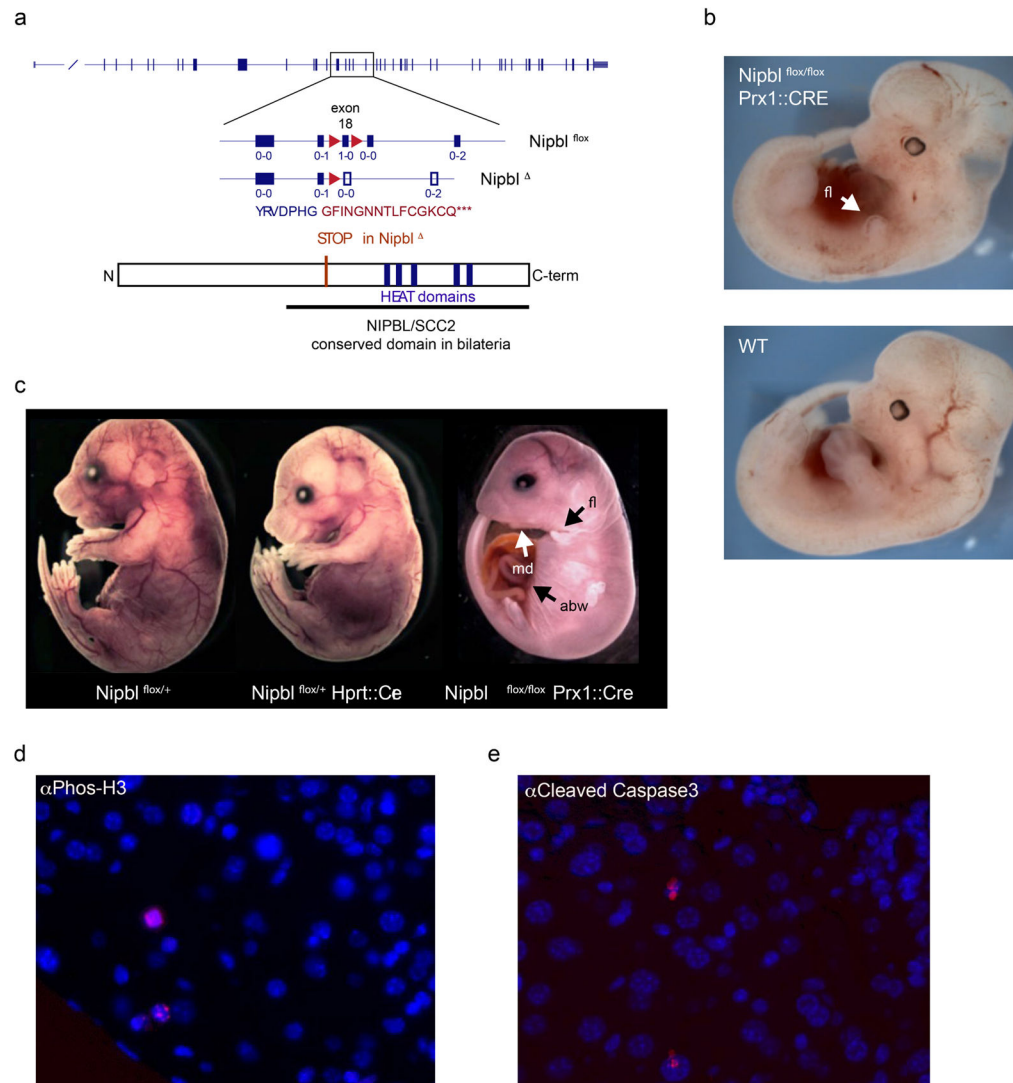 a
exon
18
Nipbl flox
0-0 0-1 1-0 0-0 0-2
Nipbl Δ
0-0 0-1 0-0 0-2
YRVDPHG GFINGNNTLFCGKCQ***
STOP in Nipbl Δ
N C-term
HEAT domains
NIPBL/SCC2
conserved domain in bilateria
b
Nipbl flox/flox
Prx1::CRE
fl
WT
c
fl
md
abw
Nipbl flox/+ Nipbl flox/+ Hprt::Cre Nipbl flox/flox Prx1::Cre
d
αPhos-H3
e
αCleaved Caspase3